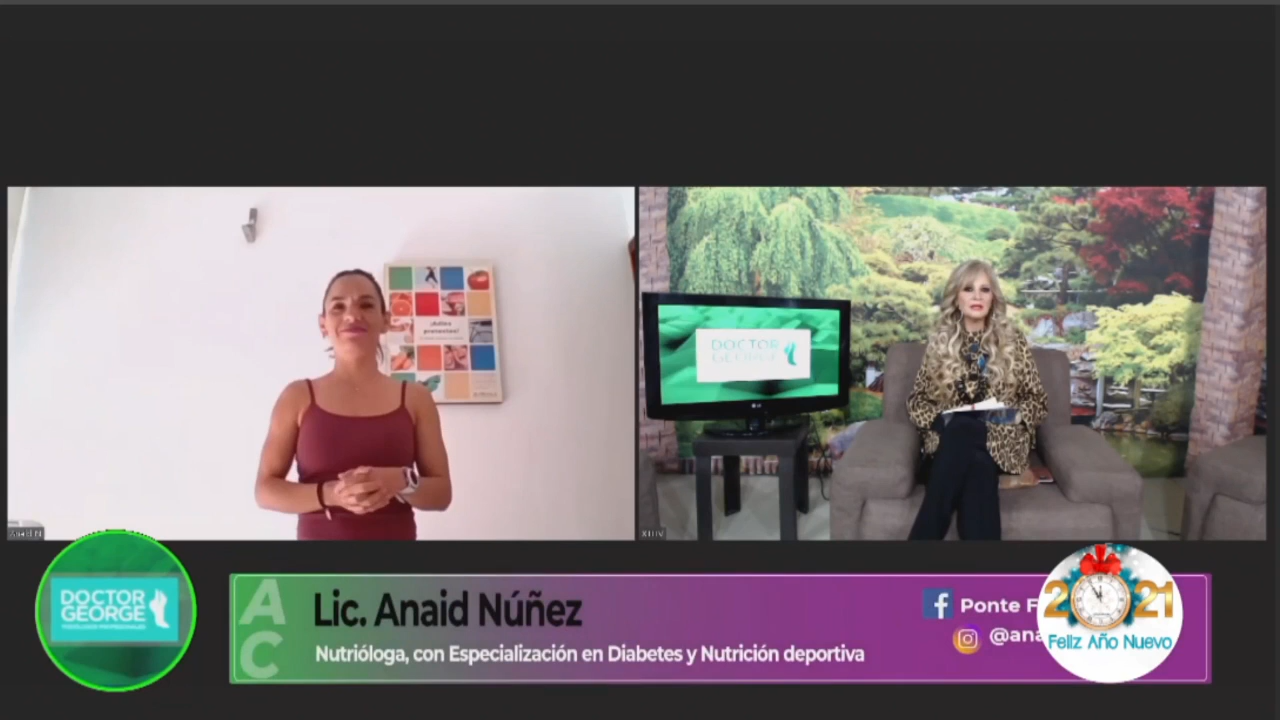 DOCTOR
GEORGE
XHTV
DOCTOR
GEORGE
AC
Lic. Anaid Núñez
Nutrióloga, con Especialización en Diabetes y Nutrición deportiva
Ponte F
@ana
2021
Feliz Año Nuevo